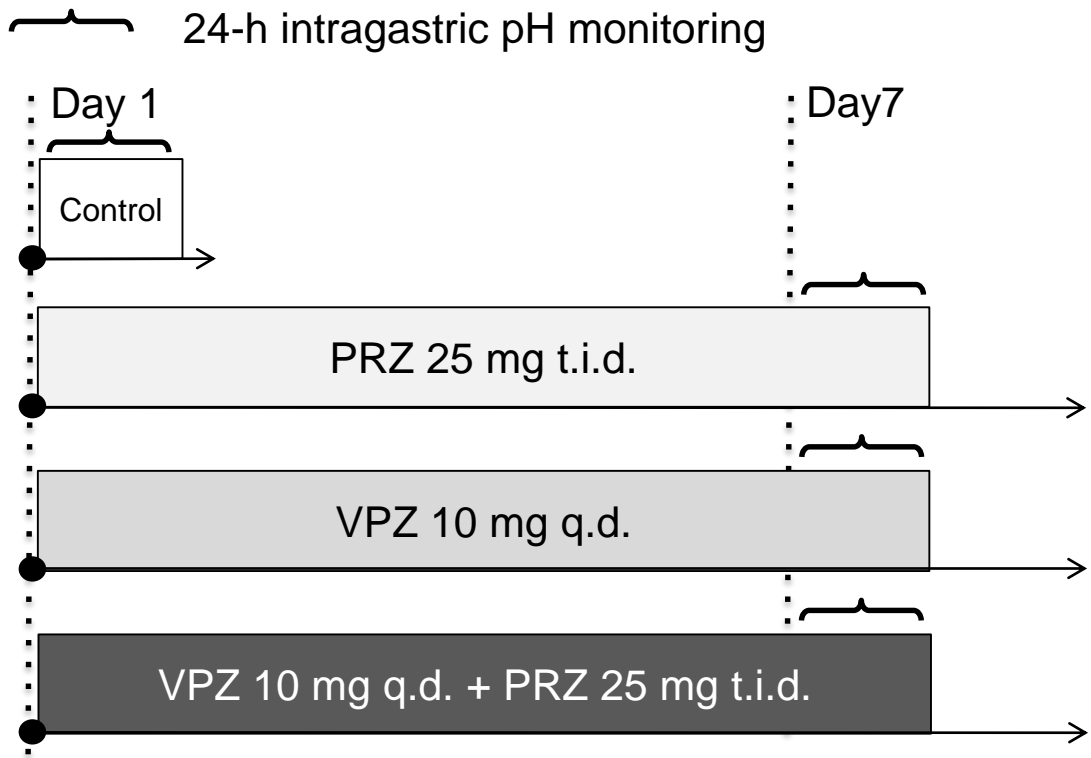 24-h intragastric pH monitoring
Day 1
Day7
Control
PRZ 25 mg t.i.d.
VPZ 10 mg q.d.
VPZ 10 mg q.d. + PRZ 25 mg t.i.d.